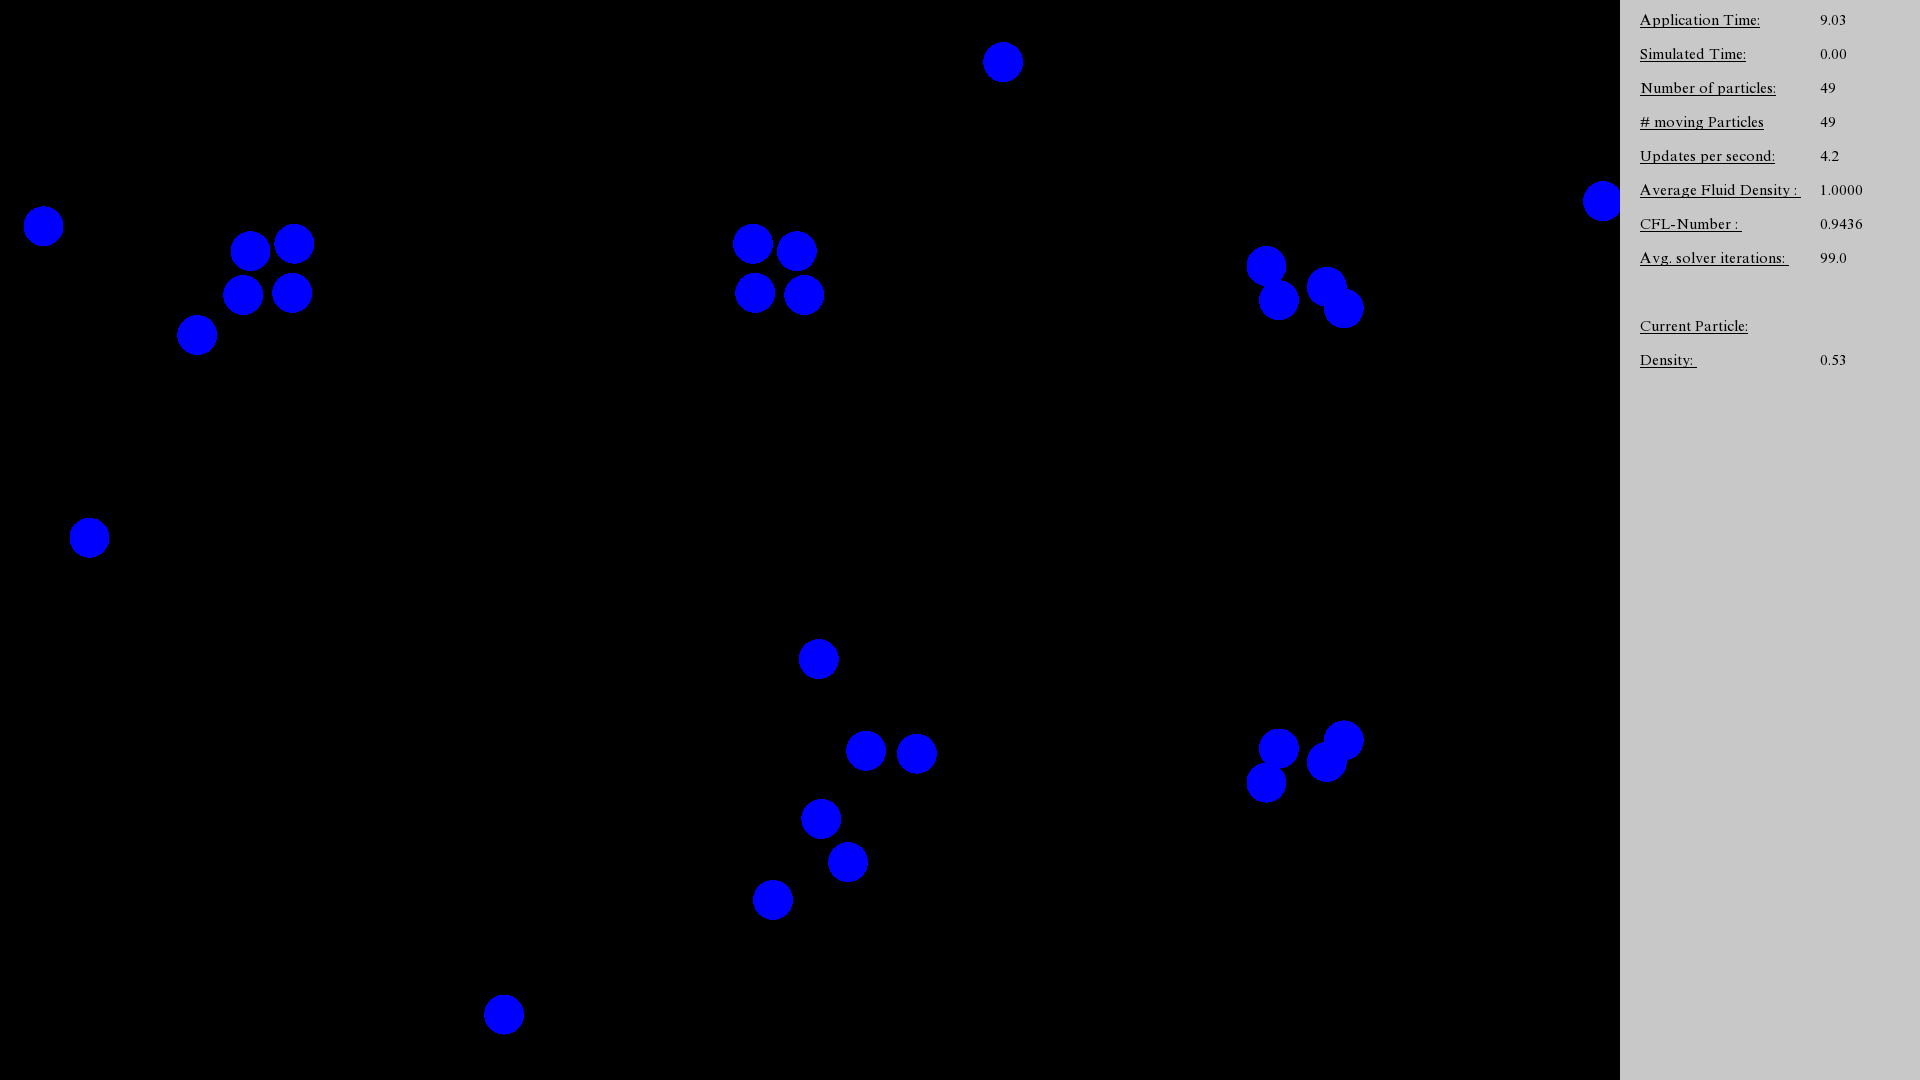 Application Time: 9.03
Simulated Time: 0.00
Number of particles: 49
# moving Particles 49
Updates per second: 4.2
Average Fluid Density : 1.0000
CFL-Number : 0.9436
Avg. solver iterations: 99.0
Current Particle:
Density: 0.53